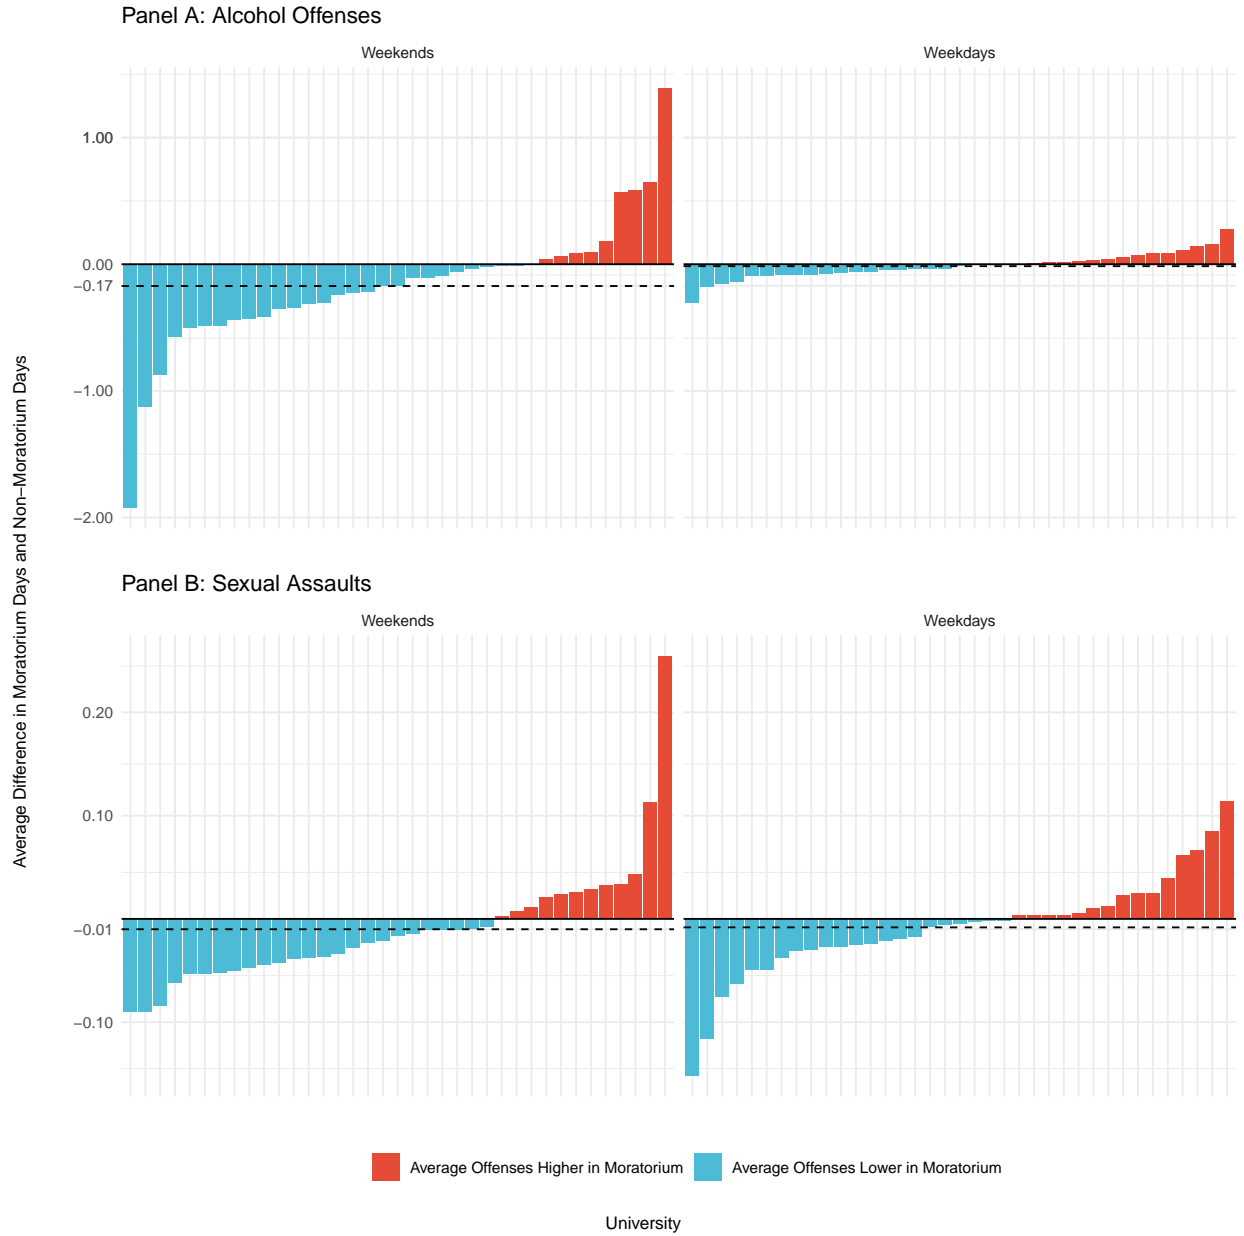 Panel A: Alcohol Offenses
Weekends
Weekdays
1.00
0.00
−0.17
−1.00
−2.00
Average Difference in Moratorium Days and Non−Moratorium Days
Panel B: Sexual Assaults
Weekends
Weekdays
0.20
0.10
−0.01
−0.10
Average Offenses Higher in Moratorium
Average Offenses Lower in Moratorium
University